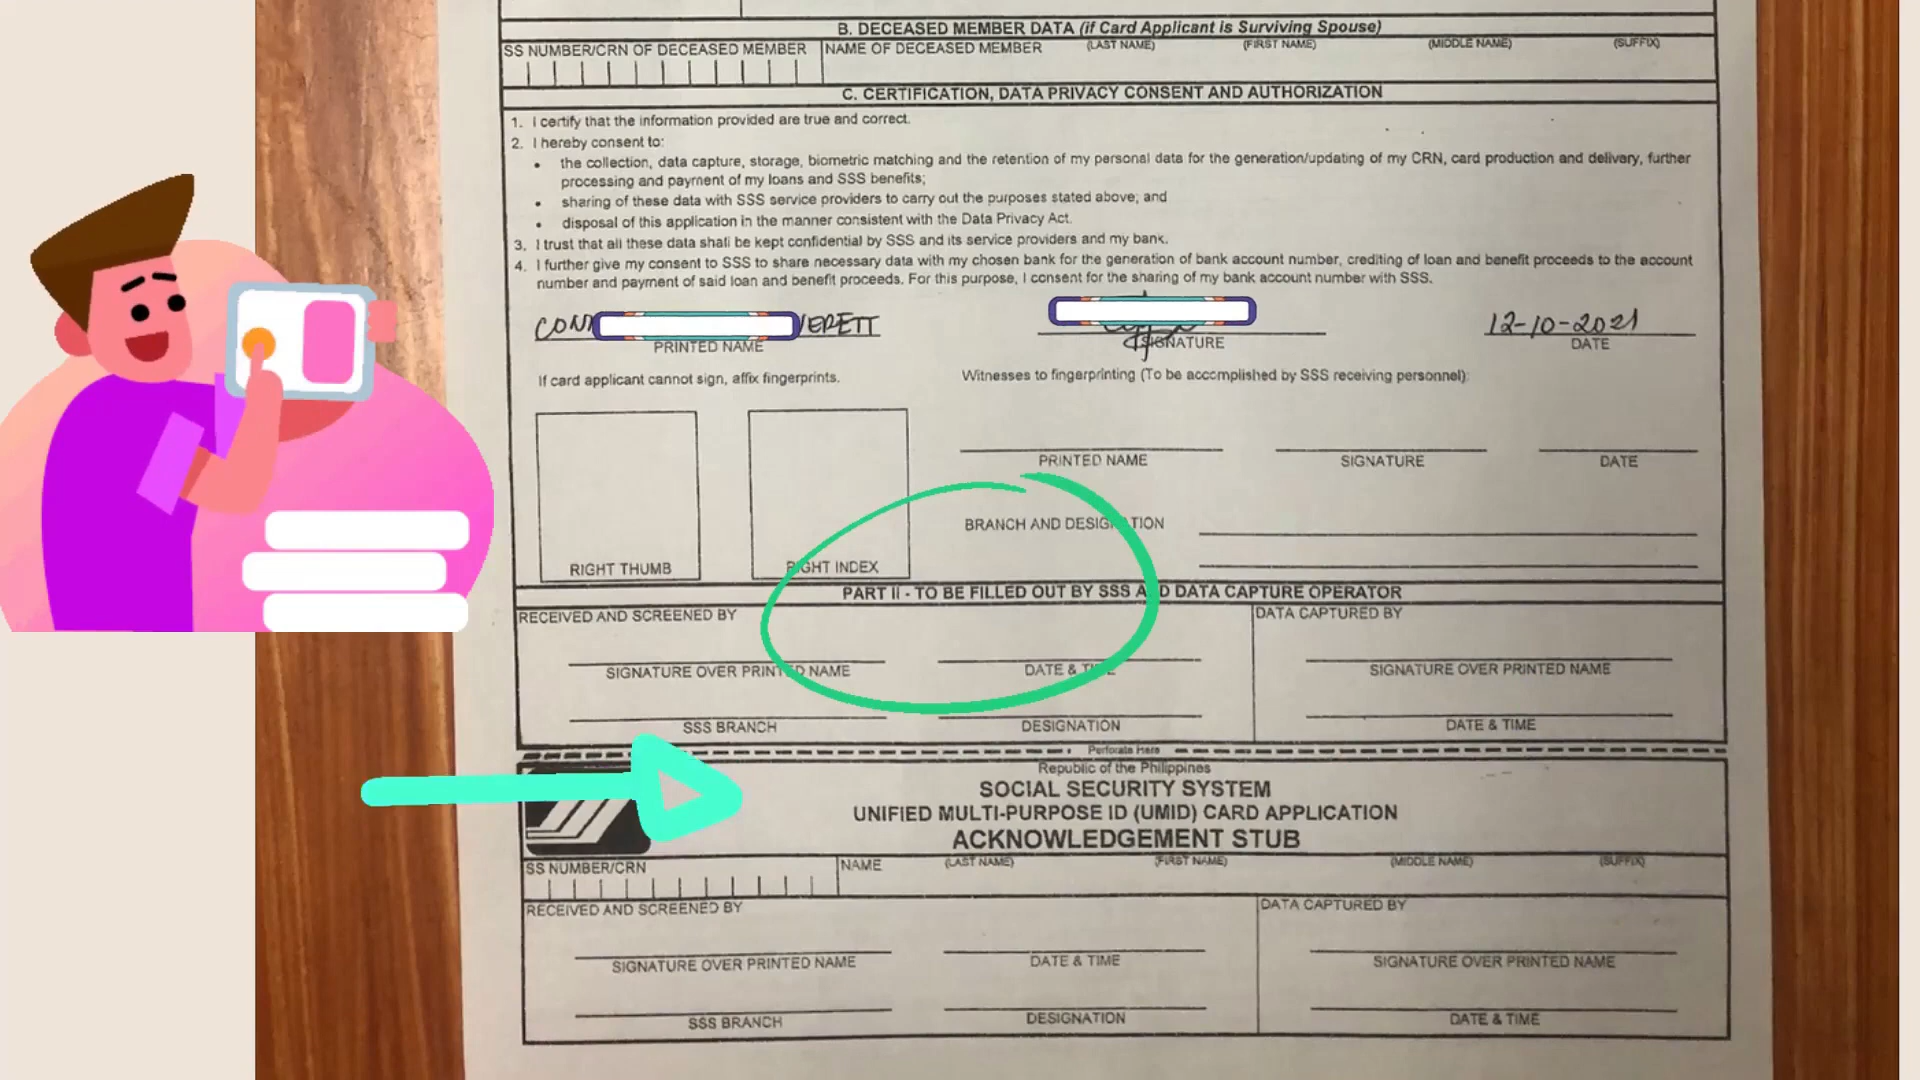 B. DECEASED MEMBER DATA (if Card Applicant is Surviving Spouse)
SS NUMBER/CRN OF DECEASED MEMBER NAME OF DECEASED MEMBER (LAST NAME) (FIRST NAME) (MIDDLE NAME) (SUFFIX)
C. CERTIFICATION, DATA PRIVACY CONSENT AND AUTHORIZATION
1. I certify that the information provided are true and correct.
2. I hereby consent to:
• the collection, data capture, storage, biometric matching and the retention of my personal data for the generation/updating of my CRN, card production and delivery, further
processing and payment of my loans and SSS benefits;
• sharing of these data with SSS service providers to carry out the purposes stated above; and
• disposal of this application in the manner consistent with the Data Privacy Act.
3. I trust that all these data shall be kept confidential by SSS and its service providers and my bank.
4. I further give my consent to SSS to share necessary data with my chosen bank for the generation of bank account number, crediting of loan and benefit proceeds to the account
number and payment of said loan and benefit proceeds. For this purpose, I consent for the sharing of my bank account number with SSS.
12-10-2021
PRINTED NAME SIGNATURE DATE
If card applicant cannot sign, affix fingerprints. Witnesses to fingerprinting (To be accomplished by SSS receiving personnel):
PRINTED NAME SIGNATURE DATE
BRANCH AND DESIGNATION
RIGHT THUMB RIGHT INDEX
PART II - TO BE FILLED OUT BY SSS AND DATA CAPTURE OPERATOR
RECEIVED AND SCREENED BY DATA CAPTURED BY
SIGNATURE OVER PRINTED NAME DATE & TIME SIGNATURE OVER PRINTED NAME
SSS BRANCH DESIGNATION DATE & TIME
Perforate Here
Republic of the Philippines
SOCIAL SECURITY SYSTEM
UNIFIED MULTI-PURPOSE ID (UMID) CARD APPLICATION
ACKNOWLEDGEMENT STUB
SS NUMBER/CRN NAME (LAST NAME) (FIRST NAME) (MIDDLE NAME) (SUFFIX)
RECEIVED AND SCREENED BY DATA CAPTURED BY
SIGNATURE OVER PRINTED NAME DATE & TIME SIGNATURE OVER PRINTED NAME
SSS BRANCH DESIGNATION DATE & TIME